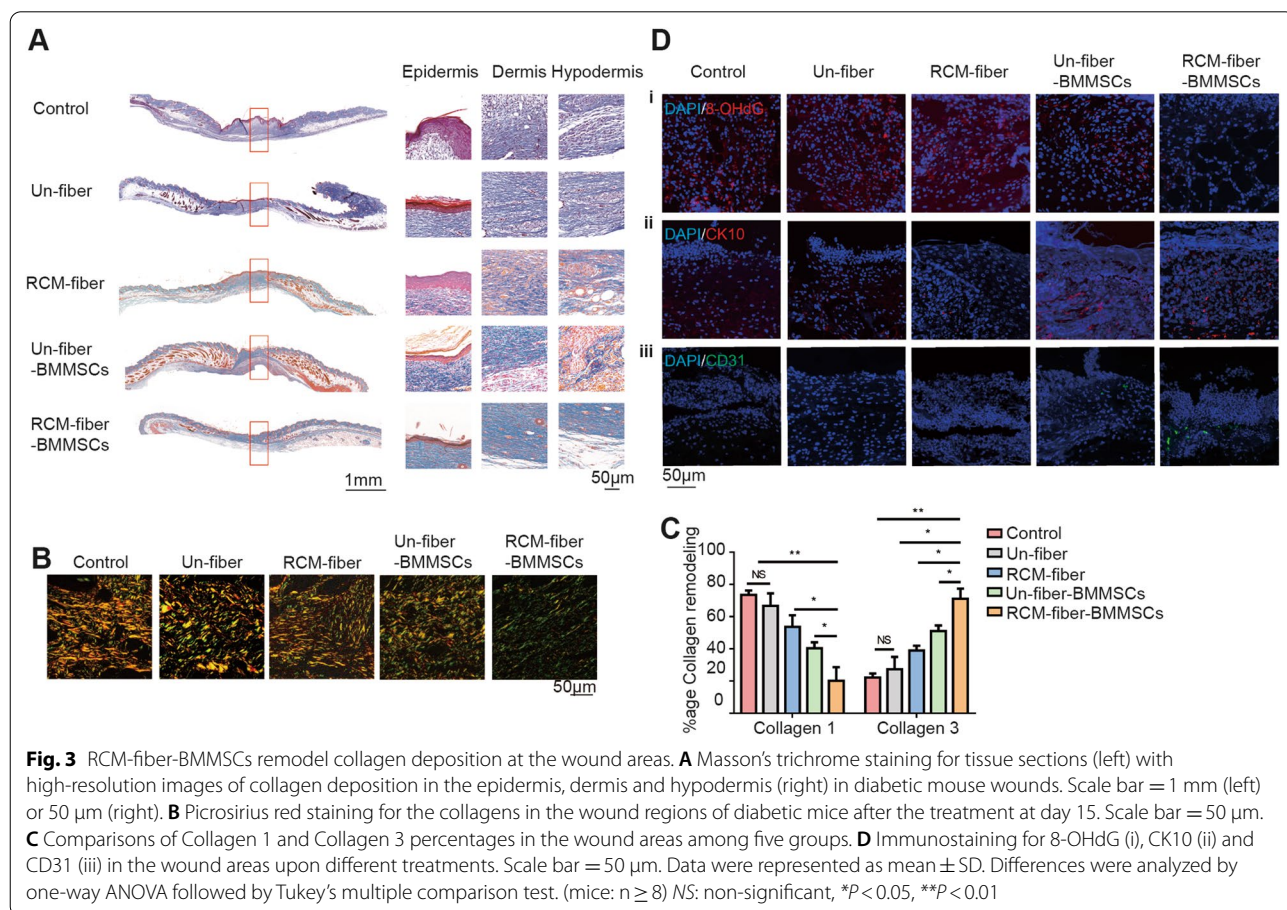 A
Epidermis Dermis Hypodermis
Control
Un-fiber
RCM-fiber
Un-fiber
-BMMSCs
RCM-fiber
-BMMSCs
1mm
50μm
D
Control Un-fiber RCM-fiber Un-fiber
-BMMSCs RCM-fiber
-BMMSCs
i
DAPI/8-OHdG
ii
DAPI/CK10
iii
DAPI/CD31
50μm
B
Control Un-fiber RCM-fiber Un-fiber
-BMMSCs RCM-fiber
-BMMSCs
50μm
C
%age Collagen remodeling
100
80
60
40
20
0
NS
**
*
*
NS
**
*
*
*
Collagen 1 Collagen 3
Control
Un-fiber
RCM-fiber
Un-fiber-BMMSCs
RCM-fiber-BMMSCs
Fig. 3 RCM-fiber-BMMSCs remodel collagen deposition at the wound areas. A Masson’s trichrome staining for tissue sections (left) with
high-resolution images of collagen deposition in the epidermis, dermis and hypodermis (right) in diabetic mouse wounds. Scale bar = 1 mm (left)
or 50 μm (right). B Picrosirius red staining for the collagens in the wound regions of diabetic mice after the treatment at day 15. Scale bar = 50 μm.
C Comparisons of Collagen 1 and Collagen 3 percentages in the wound areas among five groups. D Immunostaining for 8-OHdG (i), CK10 (ii) and
CD31 (iii) in the wound areas upon different treatments. Scale bar = 50 μm. Data were represented as mean ± SD. Differences were analyzed by
one-way ANOVA followed by Tukey’s multiple comparison test. (mice: n ≥ 8) NS: non-significant, *P < 0.05, **P < 0.01